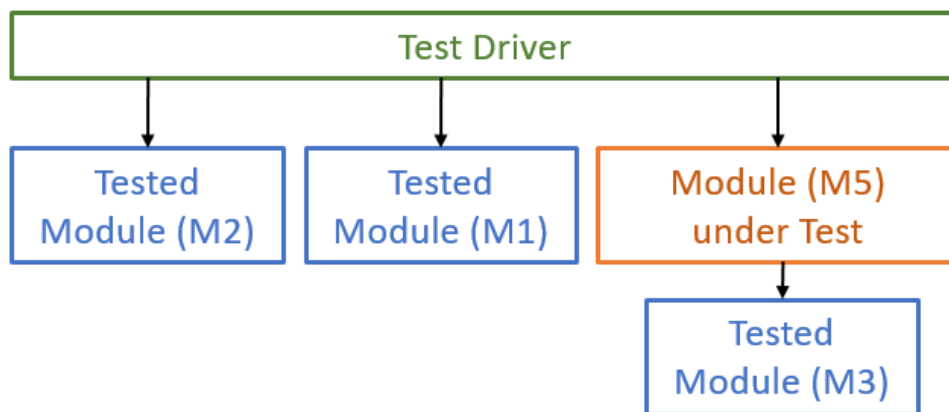 Test Driver
Tested
Module (M2)
Tested
Module (M1)
Module (M5)
under Test
Tested
Module (M3)